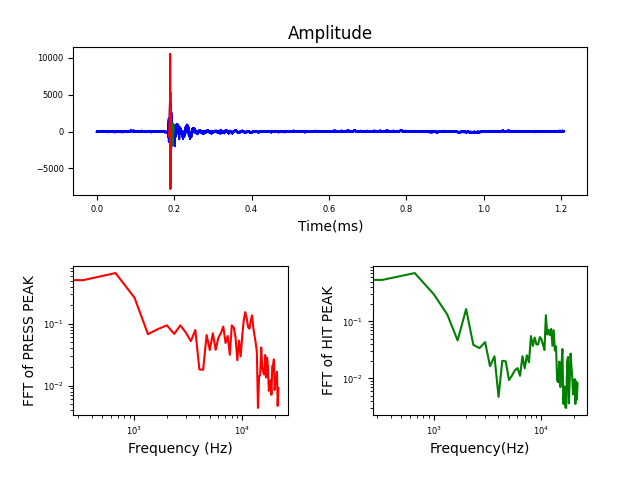 Amplitude
10000
5000
0
−5000
0.0 0.2 0.4 0.6 0.8 1.0 1.2
Time(ms)
FFT of PRESS PEAK
10⁻¹
10⁻²
10³ 10⁴
Frequency (Hz)
FFT of HIT PEAK
10⁻¹
10⁻²
10³ 10⁴
Frequency(Hz)